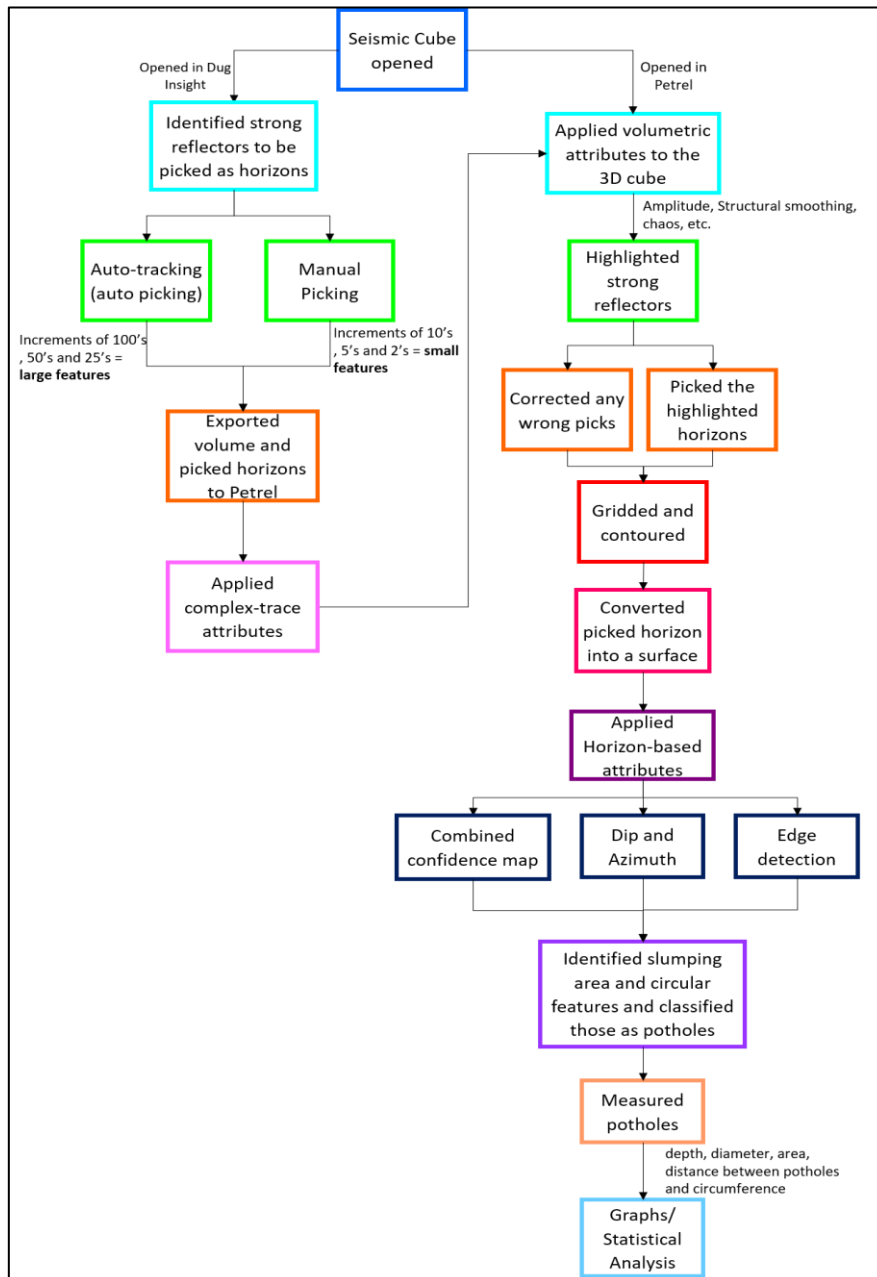 Seismic Cube
opened
Opened in Dug
Insight
Opened in
Petrel
Identified strong
reflectors to be
picked as horizons
Applied volumetric
attributes to the
3D cube
Amplitude, Structural smoothing,
chaos, etc.
Auto-tracking
(auto picking)
Manual
Picking
Highlighted
strong
reflectors
Increments of 100's
, 50's and 25's =
large features
Increments of 10's
, 5's and 2's = small
features
Corrected any
wrong picks
Picked the
highlighted
horizons
Exported
volume and
picked horizons
to Petrel
Gridded and
contoured
Applied
complex-trace
attributes
Converted
picked horizon
into a surface
Applied
Horizon-based
attributes
Combined
confidence map
Dip and
Azimuth
Edge
detection
Identified slumping
area and circular
features and classified
those as potholes
Measured
potholes
depth, diameter, area,
distance between potholes
and circumference
Graphs/
Statistical
Analysis